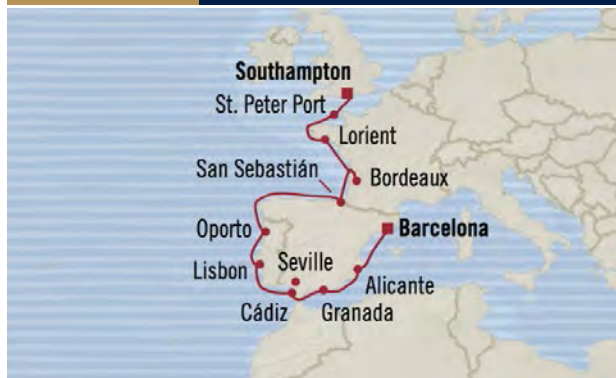 Southampton
St. Peter Port
Lorient
San Sebastián
Bordeaux
Oporto
Barcelona
Lisbon
Seville
Alicante
Cádiz
Granada